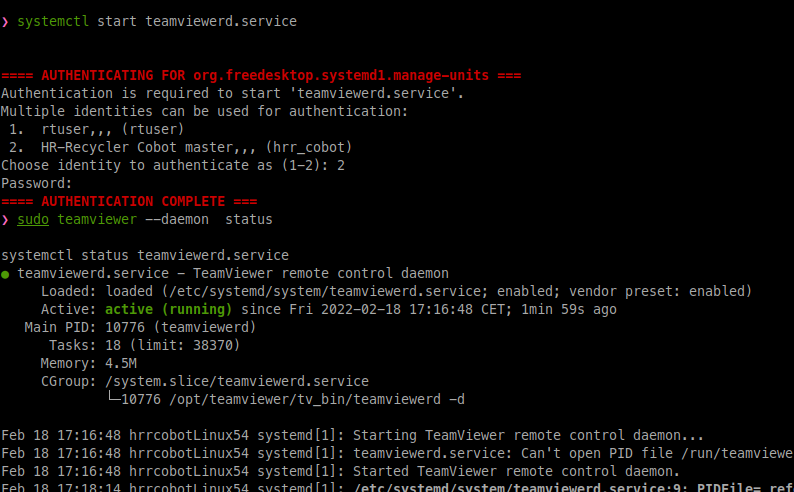 ❯ systemctl start teamviewerd.service
==== AUTHENTICATING FOR org.freedesktop.systemd1.manage-units ===
Authentication is required to start 'teamviewerd.service'.
Multiple identities can be used for authentication:
 1.  rtuser,,, (rtuser)
 2.  HR-Recycler Cobot master,,, (hrr_cobot)
Choose identity to authenticate as (1-2): 2
Password:
==== AUTHENTICATION COMPLETE ===
❯ sudo teamviewer --daemon  status
systemctl status teamviewerd.service
● teamviewerd.service - TeamViewer remote control daemon
     Loaded: loaded (/etc/systemd/system/teamviewerd.service; enabled; vendor preset: enabled)
     Active: active (running) since Fri 2022-02-18 17:16:48 CET; 1min 59s ago
   Main PID: 10776 (teamviewerd)
      Tasks: 18 (limit: 38370)
     Memory: 4.5M
     CGroup: /system.slice/teamviewerd.service
             └─10776 /opt/teamviewer/tv_bin/teamviewerd -d
Feb 18 17:16:48 hrrcobotLinux54 systemd[1]: Starting TeamViewer remote control daemon...
Feb 18 17:16:48 hrrcobotLinux54 systemd[1]: teamviewerd.service: Can't open PID file /run/teamviewe
Feb 18 17:16:48 hrrcobotLinux54 systemd[1]: Started TeamViewer remote control daemon.
Feb 18 17:18:14 hrrcobotLinux54 systemd[1]: /etc/systemd/system/teamviewerd.service:9: PIDFile= ref